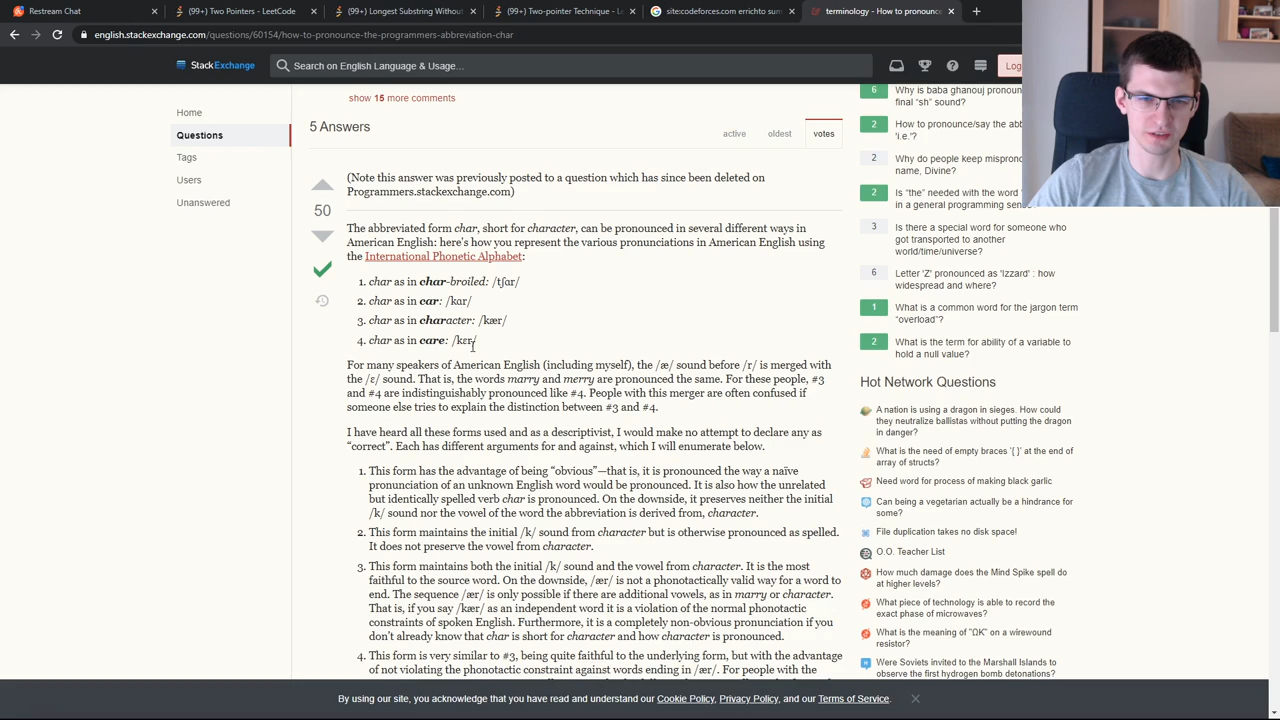 Restream Chat
(99+) Two Pointers - LeetCode
(99+) Longest Substring Without
(99+) Two-pointer Technique - Le
site:codeforces.com errichto sum
terminology - How to pronounce
english.stackexchange.com/questions/60154/how-to-pronounce-the-programmers-abbreviation-char
StackExchange
Search on English Language & Usage...
Log
Home
Questions
Tags
Users
Unanswered
show 15 more comments
5 Answers
active
oldest
votes
50
(Note this answer was previously posted to a question which has since been deleted on
Programmers.stackexchange.com)
The abbreviated form char, short for character, can be pronounced in several different ways in
American English: here's how you represent the various pronunciations in American English using
the International Phonetic Alphabet:
1. char as in char-broiled: /tʃɑr/
2. char as in car: /kɑr/
3. char as in character: /kær/
4. char as in care: /kɛr/
For many speakers of American English (including myself), the /æ/ sound before /r/ is merged with
the /ɛ/ sound. That is, the words marry and merry are pronounced the same. For these people, #3
and #4 are indistinguishably pronounced like #4. People with this merger are often confused if
someone else tries to explain the distinction between #3 and #4.
I have heard all these forms used and as a descriptivist, I would make no attempt to declare any as
“correct”. Each has different arguments for and against, which I will enumerate below.
1. This form has the advantage of being “obvious”—that is, it is pronounced the way a naïve
pronunciation of an unknown English word would be pronounced. It is also how the unrelated
but identically spelled verb char is pronounced. On the downside, it preserves neither the initial
/k/ sound nor the vowel of the word the abbreviation is derived from, character.
2. This form maintains the initial /k/ sound from character but is otherwise pronounced as spelled.
It does not preserve the vowel from character.
3. This form maintains both the initial /k/ sound and the vowel from character. It is the most
faithful to the source word. On the downside, /ær/ is not a phonotactically valid way for a word to
end. The sequence /ær/ is only possible if there are additional vowels, as in marry or character.
That is, if you say /kær/ as an independent word it is a violation of the normal phonotactic
constraints of spoken English. Furthermore, it is a completely non-obvious pronunciation if you
don’t already know that char is short for character and how character is pronounced.
4. This form is very similar to #3, being quite faithful to the underlying form, but with the advantage
of not violating the phonotactic constraint against words ending in /ær/. For people with the
6
Why is baba ghanouj pronoun
final “sh” sound?
2
How to pronounce/say the abb
'i.e.'?
2
Why do people keep mispron
name, Divine?
2
Is “the” needed with the word
in a general programming sens
3
Is there a special word for someone who
got transported to another
world/time/universe?
6
Letter 'Z' pronounced as 'Izzard' : how
widespread and where?
1
What is a common word for the jargon term
“overload”?
2
What is the term for ability of a variable to
hold a null value?
Hot Network Questions
A nation is using a dragon in sieges. How could
they neutralize ballistas without putting the dragon
in danger?
What is the need of empty braces '{ }' at the end of
array of structs?
Need word for process of making black garlic
Can being a vegetarian actually be a hindrance for
some?
File duplication takes no disk space!
O.O. Teacher List
How much damage does the Mind Spike spell do
at higher levels?
What piece of technology is able to record the
exact phase of microwaves?
What is the meaning of "ΩK" on a wirewound
resistor?
Were Soviets invited to the Marshall Islands to
observe the first hydrogen bomb detonations?
By using our site, you acknowledge that you have read and understand our Cookie Policy, Privacy Policy, and our Terms of Service.